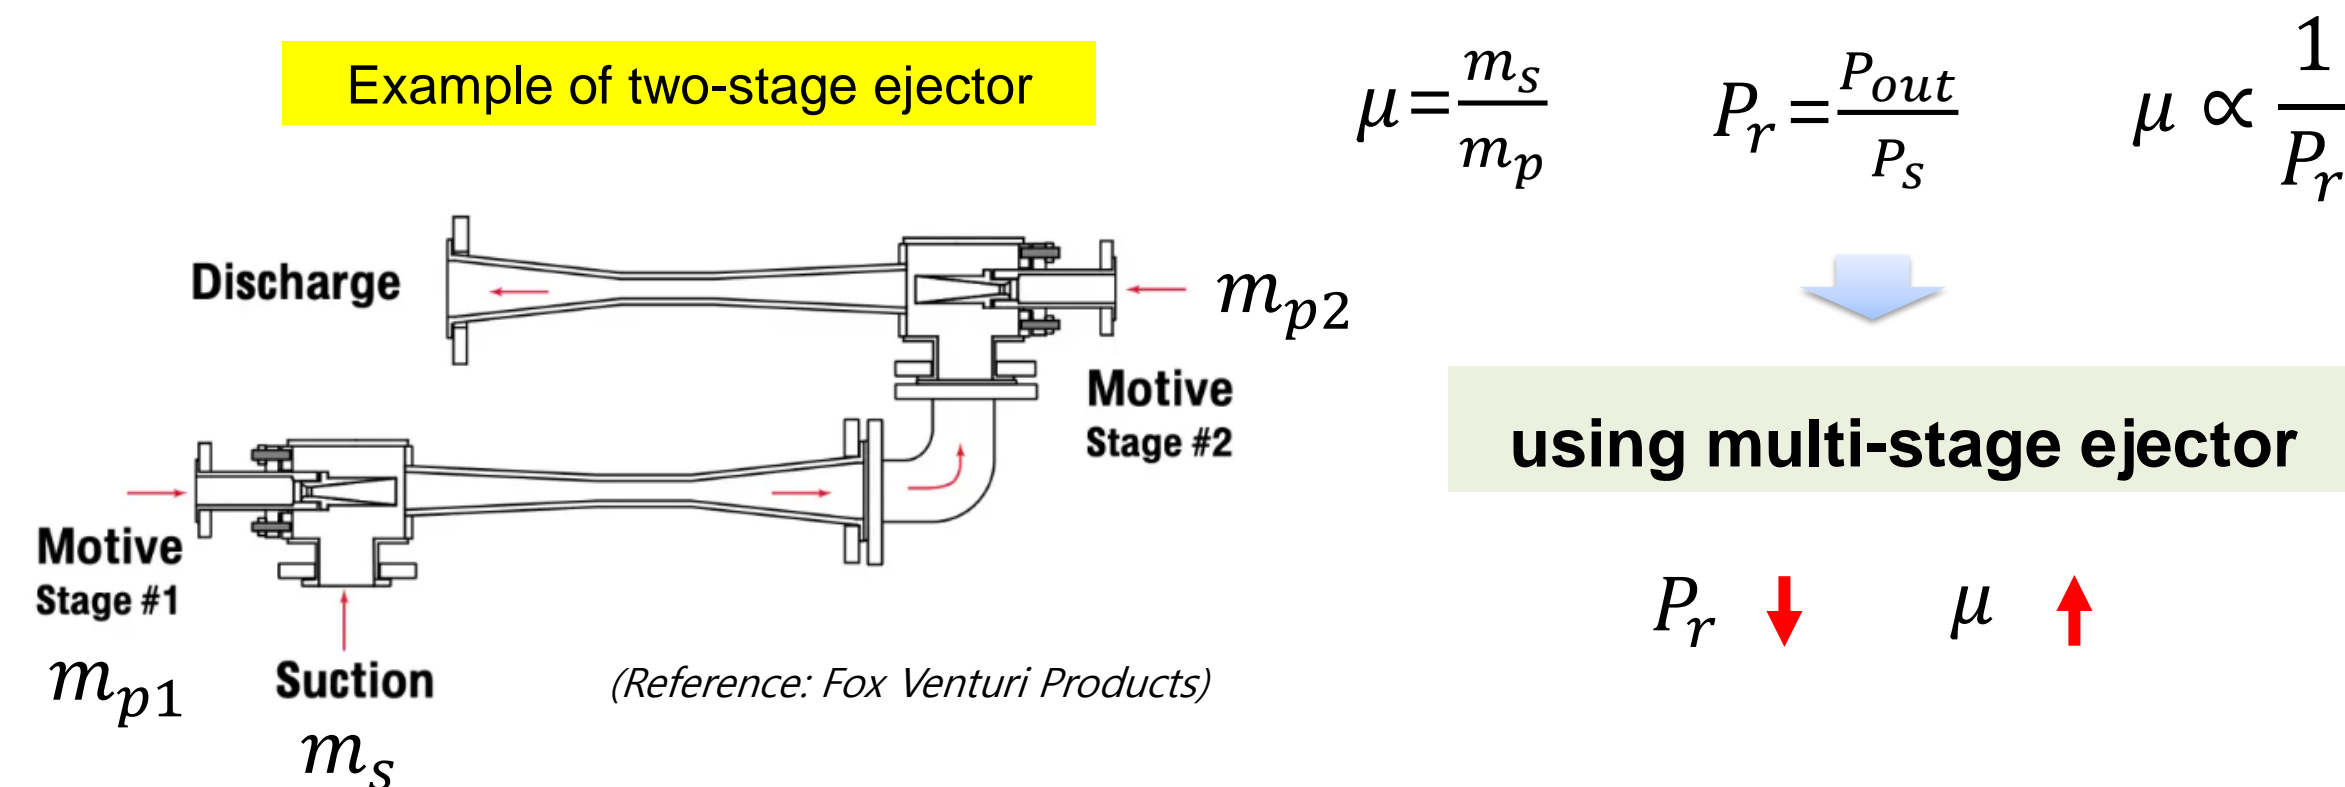 Example of two-stage ejector
μ=m_s/m_p
P_r=P_out/P_s
μ ∝ 1/P_r
Discharge
m_p2
Motive
Stage #2
using multi-stage ejector
Motive
Stage #1
m_p1
Suction
m_s
(Reference: Fox Venturi Products)
P_r
μ